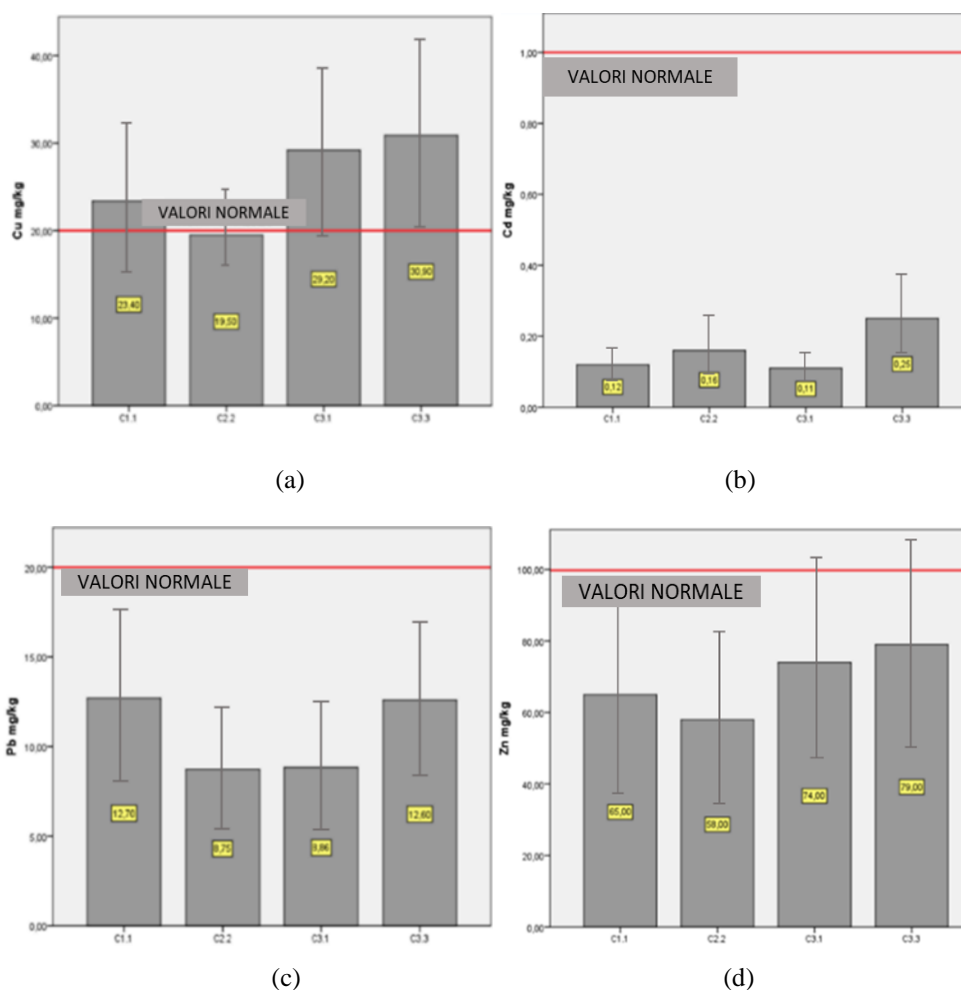 Cu mg/kg
40,00
30,00
20,00
10,00
0,00
VALORI NORMALE
23,40
19,50
29,20
30,90
C1.1 C2.2 C3.1 C3.3
(a)
Cd mg/kg
1,00
0,80
0,60
0,40
0,20
0,00
VALORI NORMALE
0,12
0,16
0,11
0,25
C1.1 C2.2 C3.1 C3.3
(b)
Pb mg/kg
20,00
15,00
10,00
5,00
0,00
VALORI NORMALE
12,70
8,75
8,86
12,60
C1.1 C2.2 C3.1 C3.3
(c)
Zn mg/kg
100,00
80,00
60,00
40,00
20,00
0,00
VALORI NORMALE
65,00
58,00
74,00
79,00
C1.1 C2.2 C3.1 C3.3
(d)